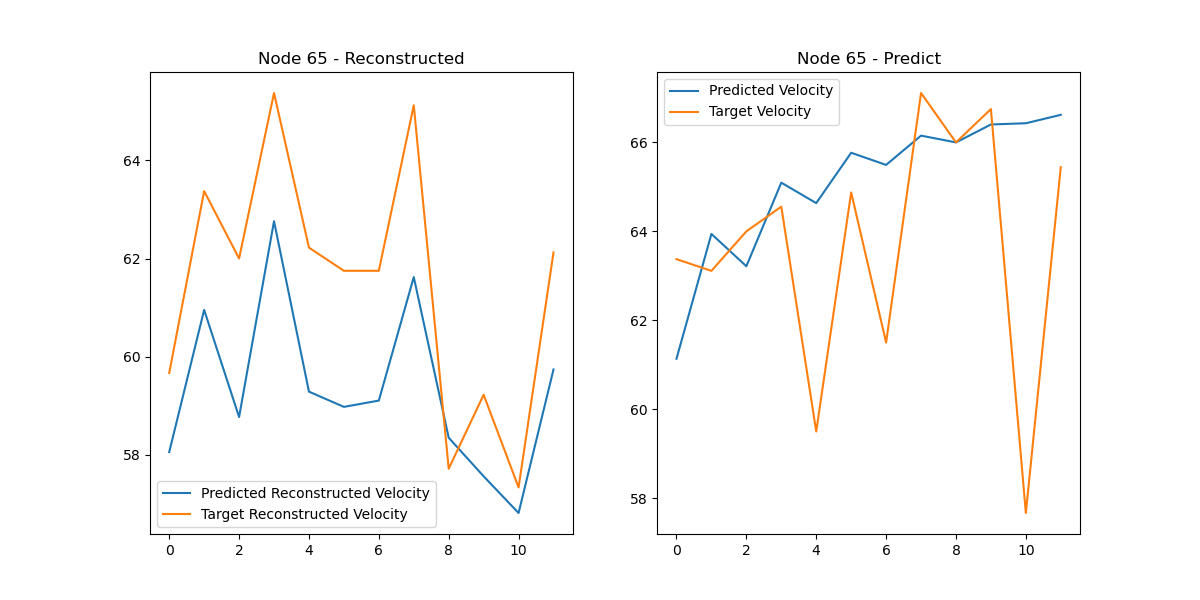 Node 65 - Reconstructed
64
62
60
58
Predicted Reconstructed Velocity
Target Reconstructed Velocity
0 2 4 6 8 10
Node 65 - Predict
Predicted Velocity
Target Velocity
66
64
62
60
58
0 2 4 6 8 10